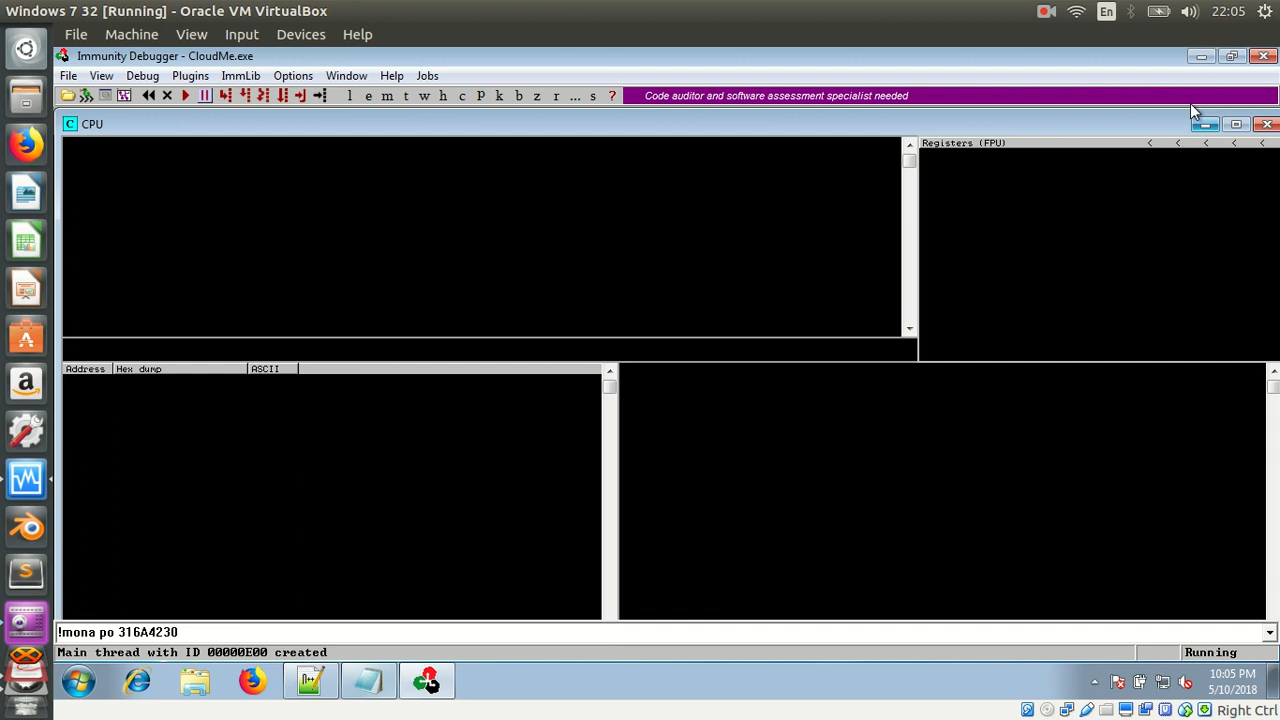 Windows 7 32 [Running] - Oracle VM VirtualBox
En
22:05
File Machine View Input Devices Help
Immunity Debugger - CloudMe.exe
File View Debug Plugins ImmLib Options Window Help Jobs
l e m t w h c P k b z r ... s ?
Code auditor and software assessment specialist needed
C CPU
Registers (FPU) < < < < <
Address Hex dump ASCII
!mona po 316A4230
Main thread with ID 00000E00 created
Running
10:05 PM
5/10/2018
Right Ctrl